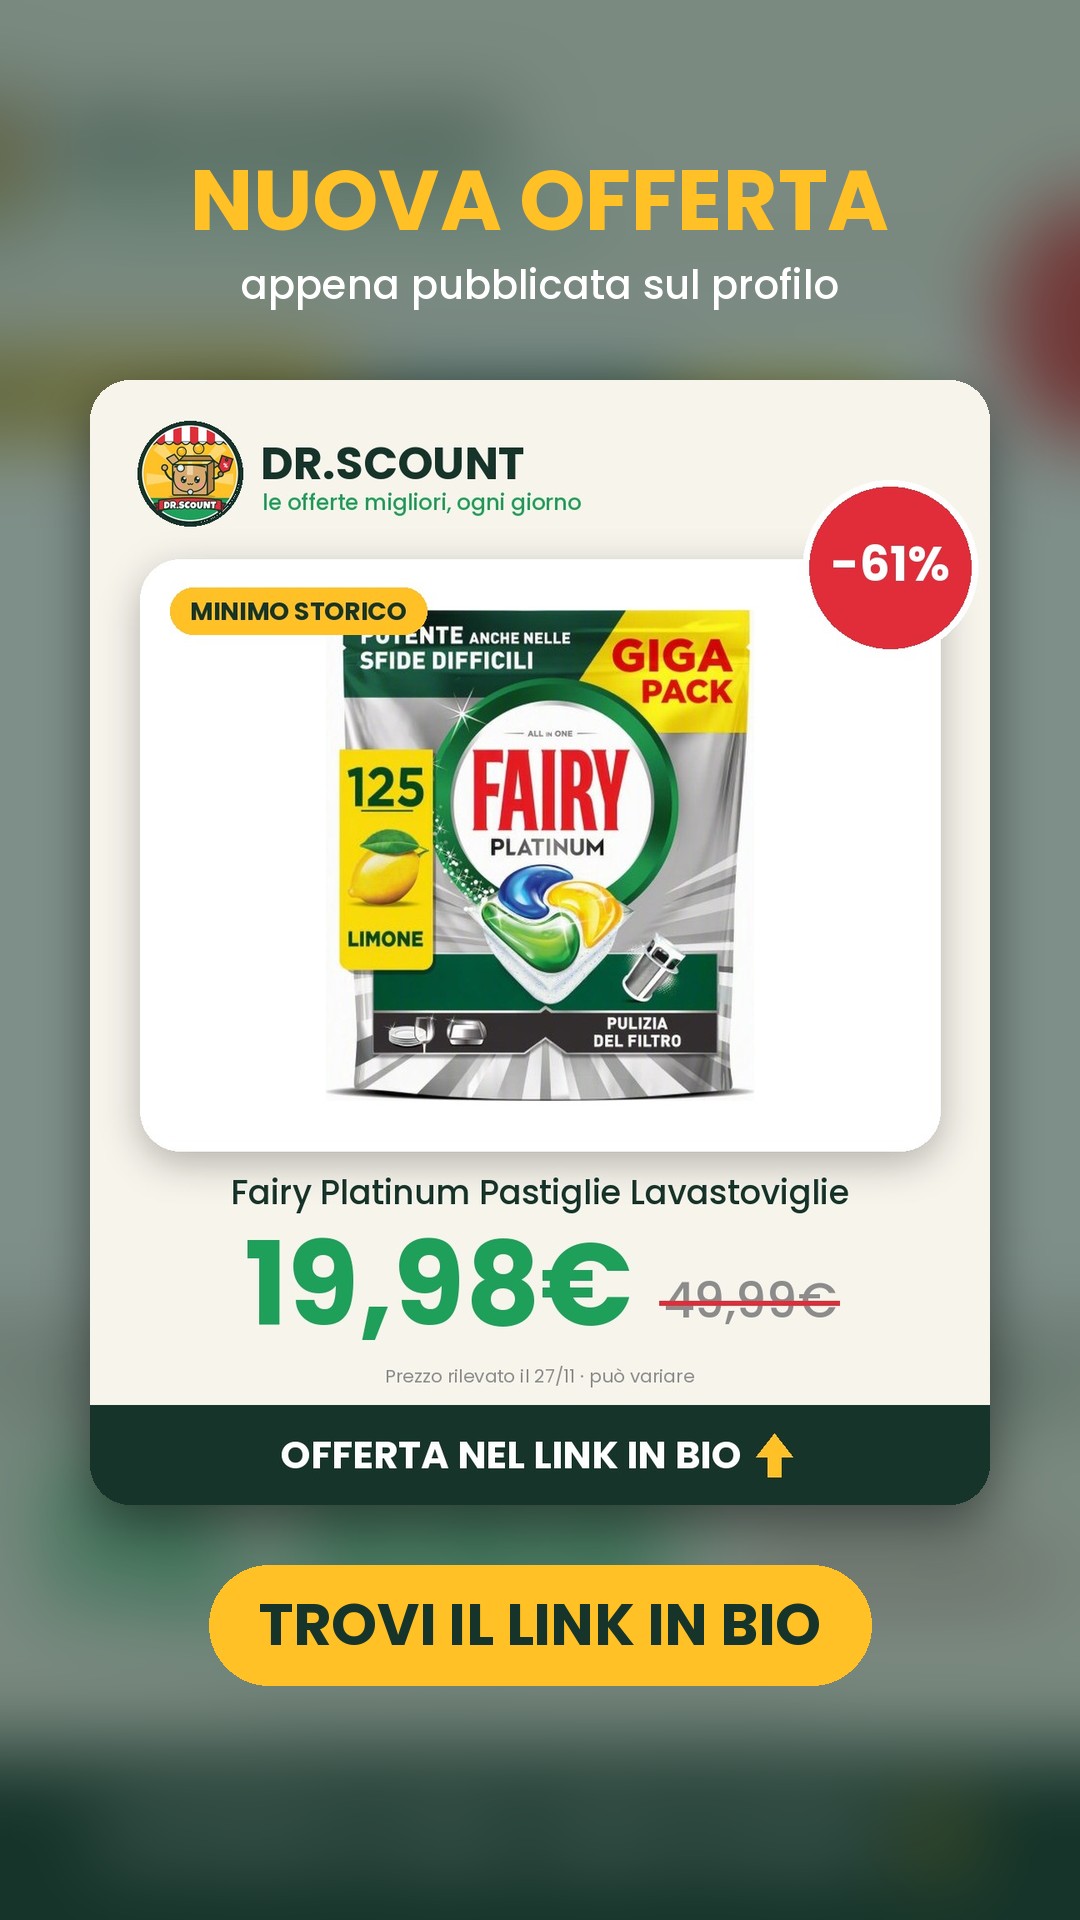 NUOVA OFFERTA
appena pubblicata sul profilo
DR.SCOUNT
DR.SCOUNT
le offerte migliori, ogni giorno
-61%
MINIMO STORICO
POTENTE ANCHE NELLE
SFIDE DIFFICILI
GIGA
PACK
ALL IN ONE
FAIRY
PLATINUM
125
LIMONE
PULIZIA
DEL FILTRO
Fairy Platinum Pastiglie Lavastoviglie
19,98€ 49,99€
Prezzo rilevato il 27/11 · può variare
OFFERTA NEL LINK IN BIO
TROVI IL LINK IN BIO